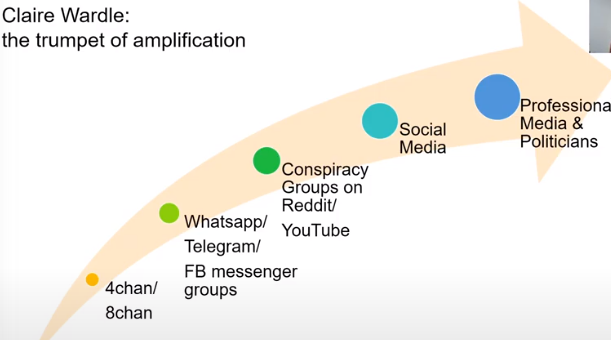 Claire Wardle:
the trumpet of amplification
4chan/
8chan
Whatsapp/
Telegram/
FB messenger
groups
Conspiracy
Groups on
Reddit/
YouTube
Social
Media
Professiona
Media &
Politicians